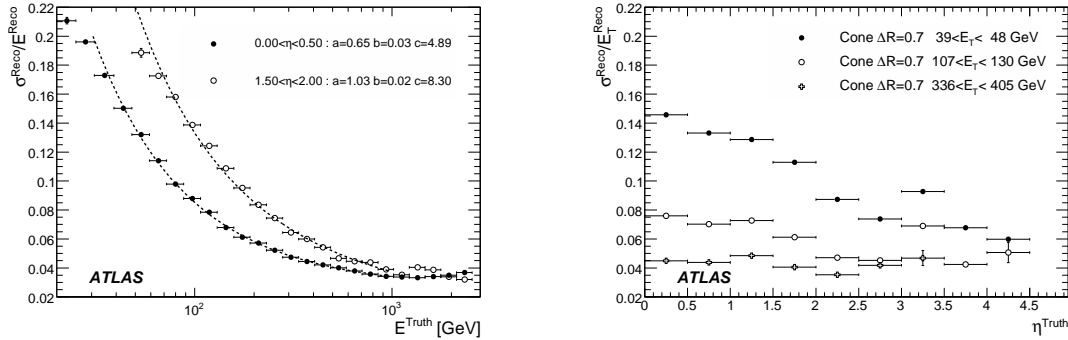 σ^Reco/E^Reco
0.22
0.2
0.18
0.16
0.14
0.12
0.1
0.08
0.06
0.04
0.02
0.00<η<0.50 : a=0.65 b=0.03 c=4.89
1.50<η<2.00 : a=1.03 b=0.02 c=8.30
ATLAS
10^2 10^3
E^Truth [GeV]
σ^Reco/E_T^Reco
0.22
0.2
0.18
0.16
0.14
0.12
0.1
0.08
0.06
0.04
0.02
Cone ΔR=0.7 39<E_T< 48 GeV
Cone ΔR=0.7 107<E_T< 130 GeV
Cone ΔR=0.7 336<E_T< 405 GeV
ATLAS
0 0.5 1 1.5 2 2.5 3 3.5 4 4.5
η^Truth